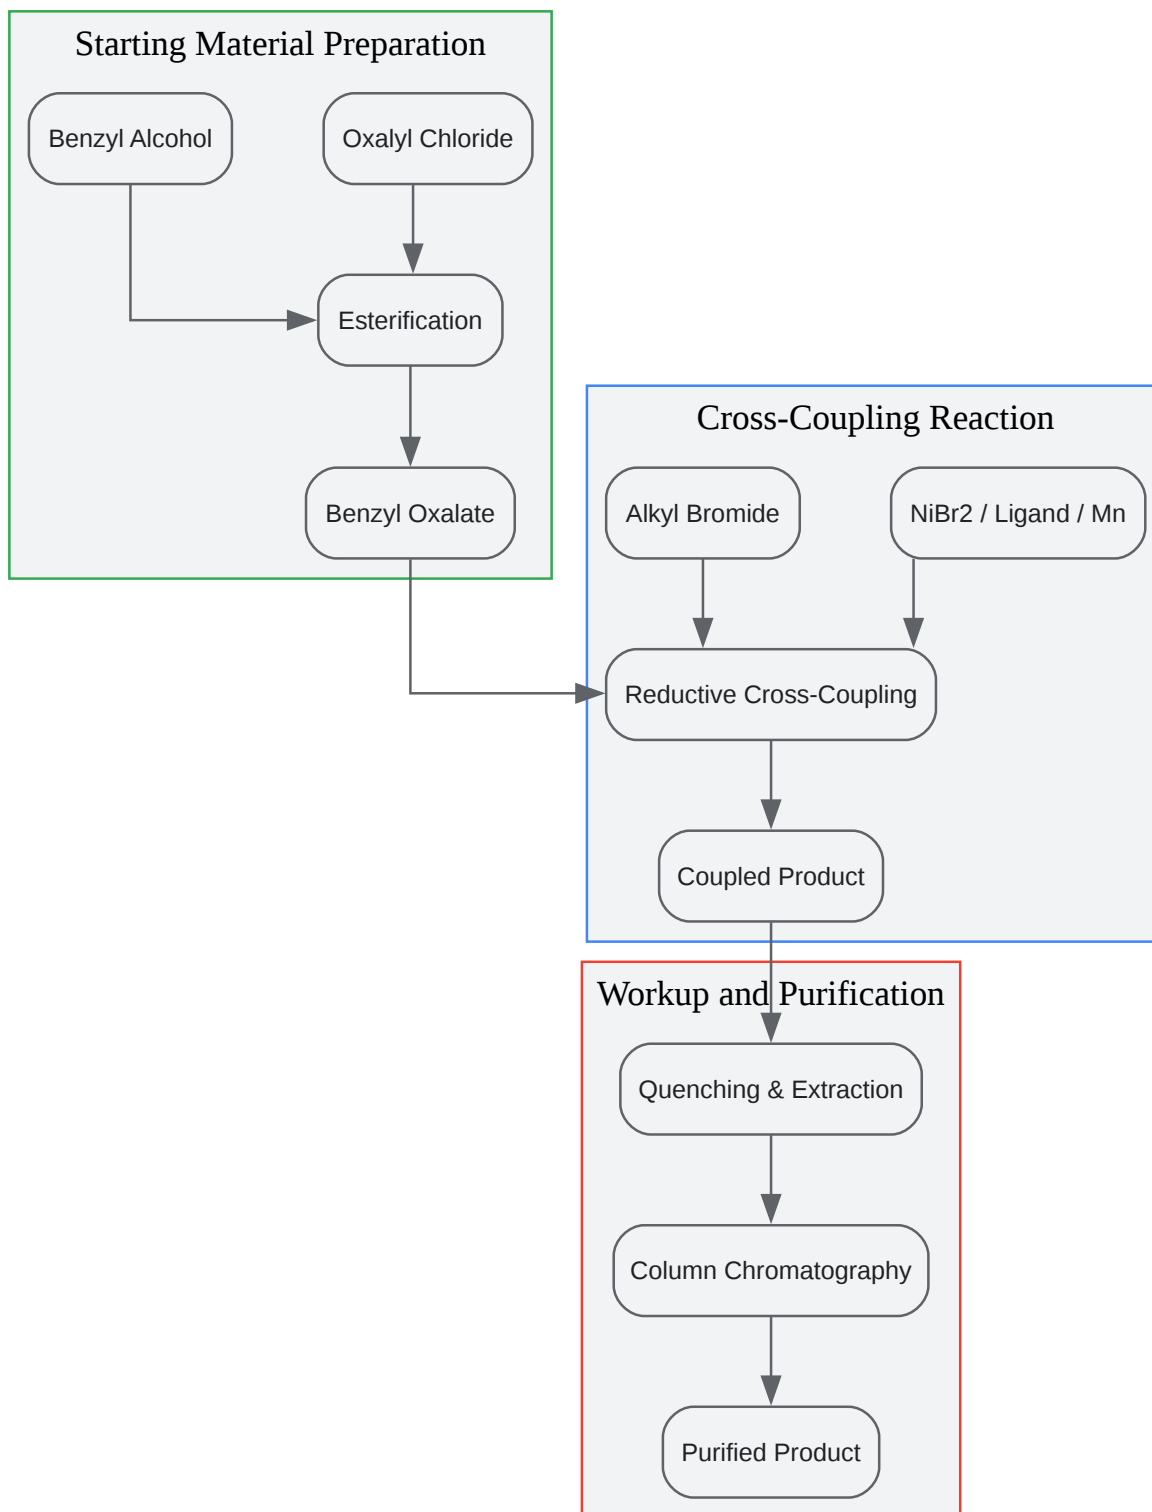 Starting Material Preparation
Benzyl Alcohol
Oxalyl Chloride
Esterification
Benzyl Oxalate
Cross-Coupling Reaction
Alkyl Bromide
NiBr2 / Ligand / Mn
Reductive Cross-Coupling
Coupled Product
Workup and Purification
Quenching & Extraction
Column Chromatography
Purified Product